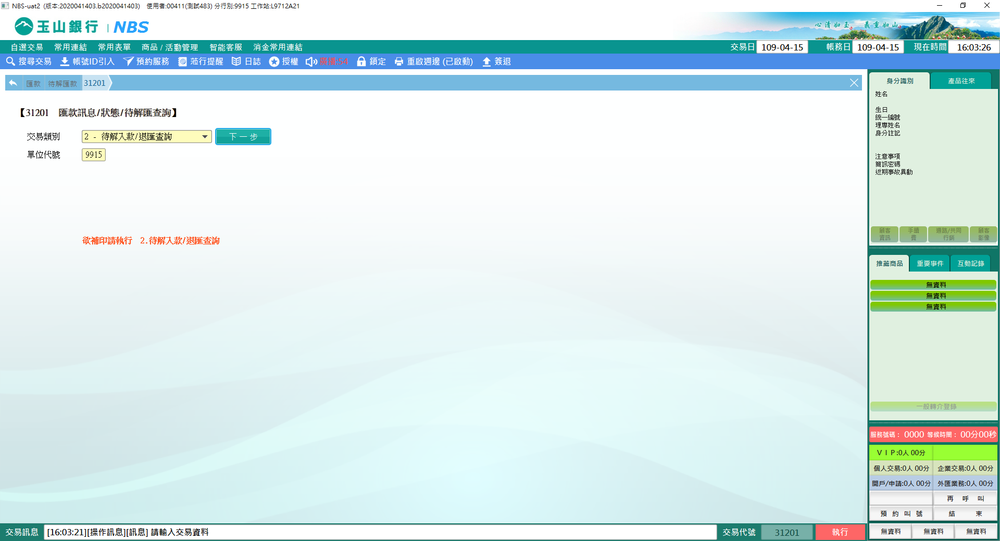 NBS-uat2 (版本:2020041403.b2020041403) 使用者:00411(測試483) 分行別:9915 工作站:L9712A21
玉山銀行 | NBS
心清如玉。 義重如山。
自選交易 常用連結 常用表單 商品 / 活動管理 智能客服 消金常用連結 交易日 109-04-15 帳務日 109-04-15 現在時間 16:03:26
搜尋交易 帳號ID引入 預約服務 蒞行提醒 日誌 授權 廣播:54 鎖定 重啟週邊 (已啟動) 簽退
匯款 待解匯款 31201
【31201 匯款訊息/狀態/待解匯查詢】
交易類別 2 - 待解入款/退匯查詢 下一步
單位代號 9915
欲補印請執行 2.待解入款/退匯查詢
身分識別 產品往來
姓名
生日
統一編號
理專姓名
身分註記
注意事項
簡訊密碼
近期事故異動
顧客資訊 手續費 通路/共同行銷 顧客影像
推薦商品 重要事件 互動記錄
無資料
無資料
無資料
一般轉介登錄
服務號碼: 0000 等候時間: 00分00秒
VIP:0人 00分
個人交易:0人 00分 企業交易:0人 00分
開戶/申請:0人 00分 外匯業務:0人 00分
再 呼 叫
預 約 叫 號 結 束
無資料 無資料 無資料
交易訊息 [16:03:21][操作訊息][訊息] 請輸入交易資料 交易代號 31201 執行